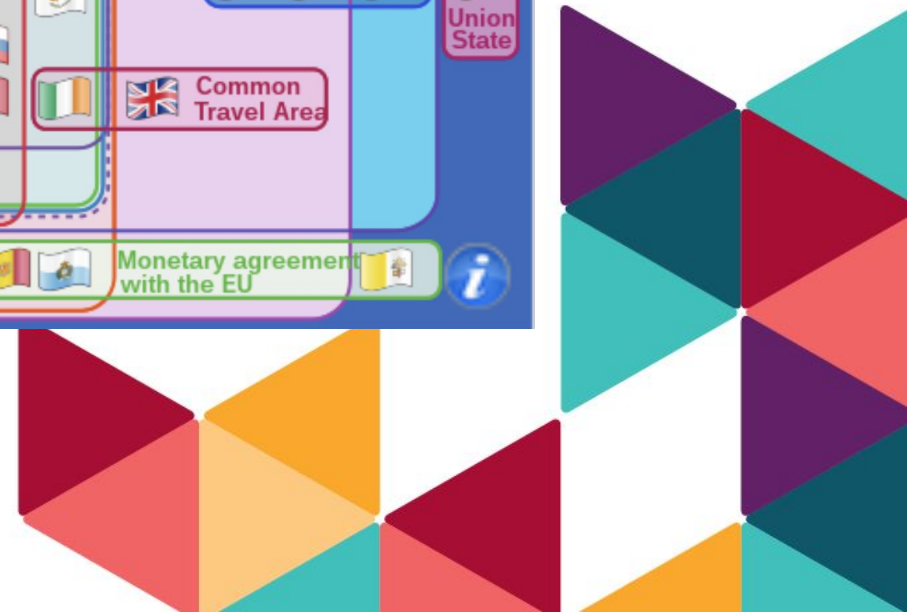 Union
State
Common
Travel Area
Monetary agreement
with the EU
i